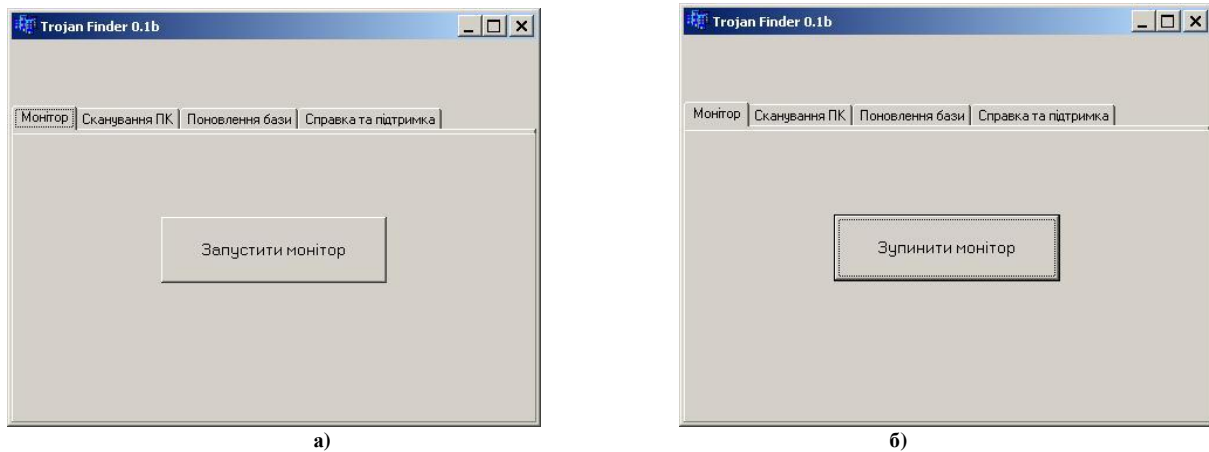 Trojan Finder 0.1b
Монітор Сканування ПК Поновлення бази Справка та підтримка
Запустити монітор
а)
Trojan Finder 0.1b
Монітор Сканування ПК Поновлення бази Справка та підтримка
Зупинити монітор
б)